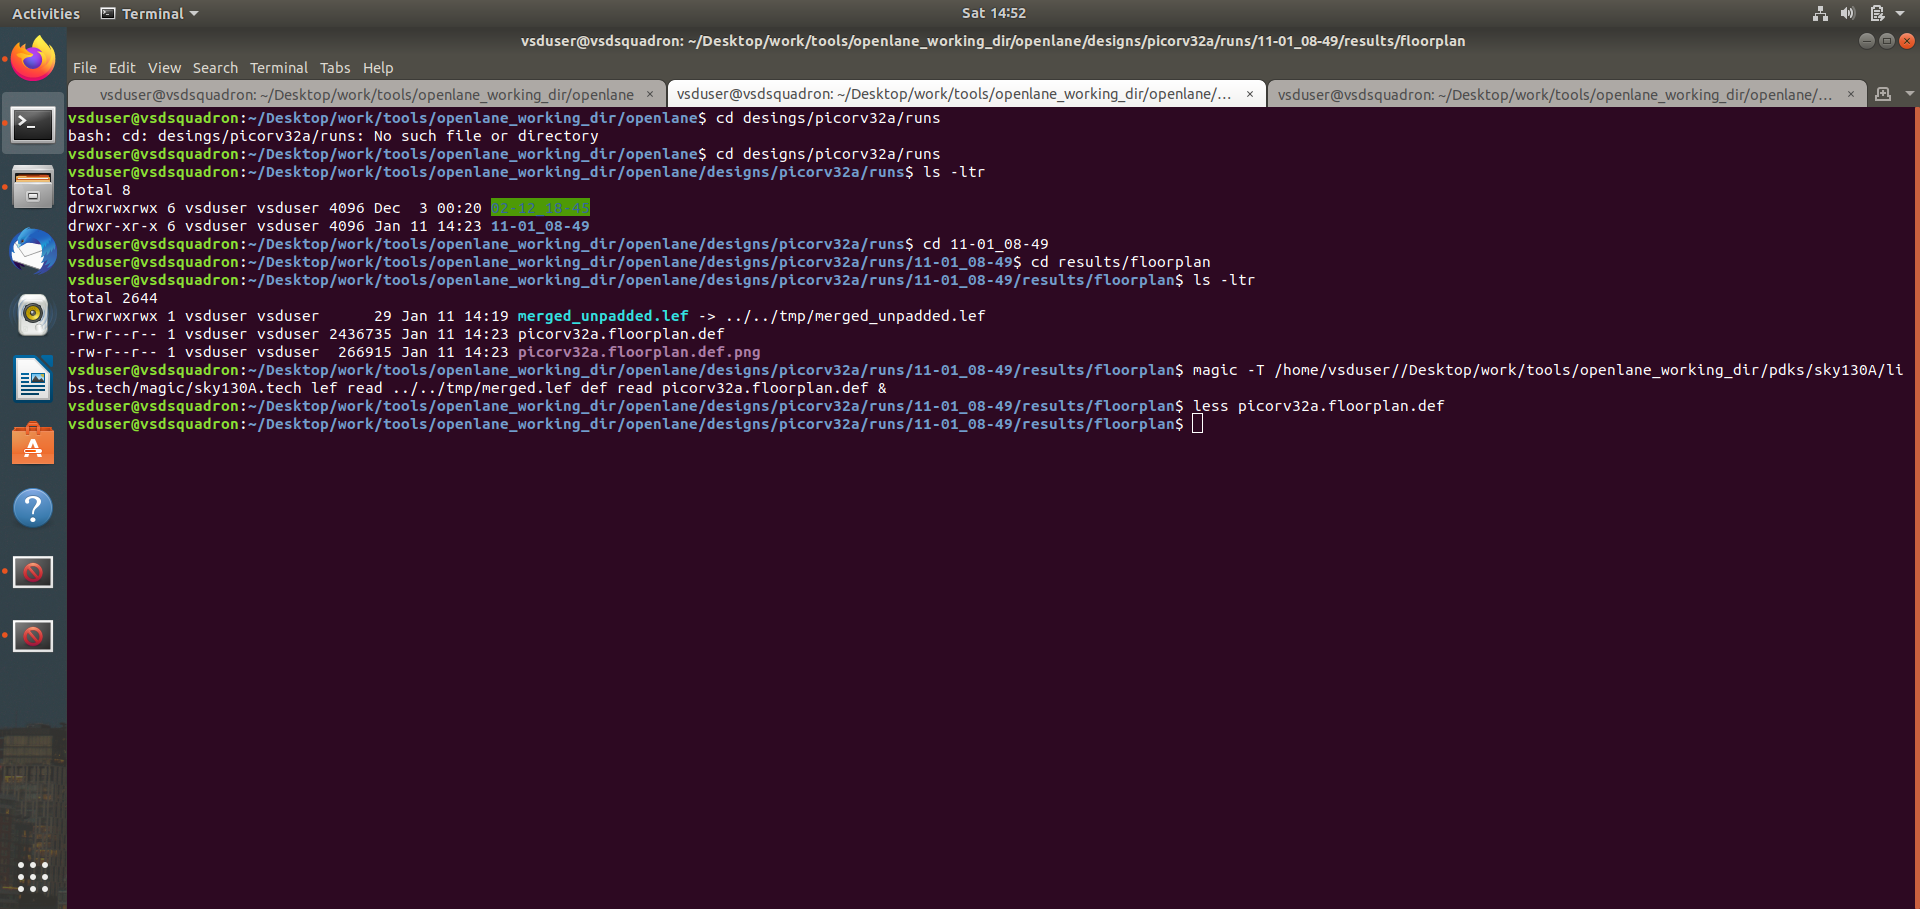 Activities Terminal Sat 14:52
vsduser@vsdsquadron: ~/Desktop/work/tools/openlane_working_dir/openlane/designs/picorv32a/runs/11-01_08-49/results/floorplan
File Edit View Search Terminal Tabs Help
vsduser@vsdsquadron: ~/Desktop/work/tools/openlane_working_dir/openlane × vsduser@vsdsquadron: ~/Desktop/work/tools/openlane_working_dir/openlane/... × vsduser@vsdsquadron: ~/Desktop/work/tools/openlane_working_dir/openlane/... ×
vsduser@vsdsquadron:~/Desktop/work/tools/openlane_working_dir/openlane$ cd desings/picorv32a/runs
bash: cd: desings/picorv32a/runs: No such file or directory
vsduser@vsdsquadron:~/Desktop/work/tools/openlane_working_dir/openlane$ cd designs/picorv32a/runs
vsduser@vsdsquadron:~/Desktop/work/tools/openlane_working_dir/openlane/designs/picorv32a/runs$ ls -ltr
total 8
drwxrwxrwx 6 vsduser vsduser 4096 Dec  3 00:20 02-12_18-45
drwxr-xr-x 6 vsduser vsduser 4096 Jan 11 14:23 11-01_08-49
vsduser@vsdsquadron:~/Desktop/work/tools/openlane_working_dir/openlane/designs/picorv32a/runs$ cd 11-01_08-49
vsduser@vsdsquadron:~/Desktop/work/tools/openlane_working_dir/openlane/designs/picorv32a/runs/11-01_08-49$ cd results/floorplan
vsduser@vsdsquadron:~/Desktop/work/tools/openlane_working_dir/openlane/designs/picorv32a/runs/11-01_08-49/results/floorplan$ ls -ltr
total 2644
lrwxrwxrwx 1 vsduser vsduser      29 Jan 11 14:19 merged_unpadded.lef -> ../../tmp/merged_unpadded.lef
-rw-r--r-- 1 vsduser vsduser 2436735 Jan 11 14:23 picorv32a.floorplan.def
-rw-r--r-- 1 vsduser vsduser  266915 Jan 11 14:23 picorv32a.floorplan.def.png
vsduser@vsdsquadron:~/Desktop/work/tools/openlane_working_dir/openlane/designs/picorv32a/runs/11-01_08-49/results/floorplan$ magic -T /home/vsduser//Desktop/work/tools/openlane_working_dir/pdks/sky130A/li
bs.tech/magic/sky130A.tech lef read ../../tmp/merged.lef def read picorv32a.floorplan.def &
vsduser@vsdsquadron:~/Desktop/work/tools/openlane_working_dir/openlane/designs/picorv32a/runs/11-01_08-49/results/floorplan$ less picorv32a.floorplan.def
vsduser@vsdsquadron:~/Desktop/work/tools/openlane_working_dir/openlane/designs/picorv32a/runs/11-01_08-49/results/floorplan$